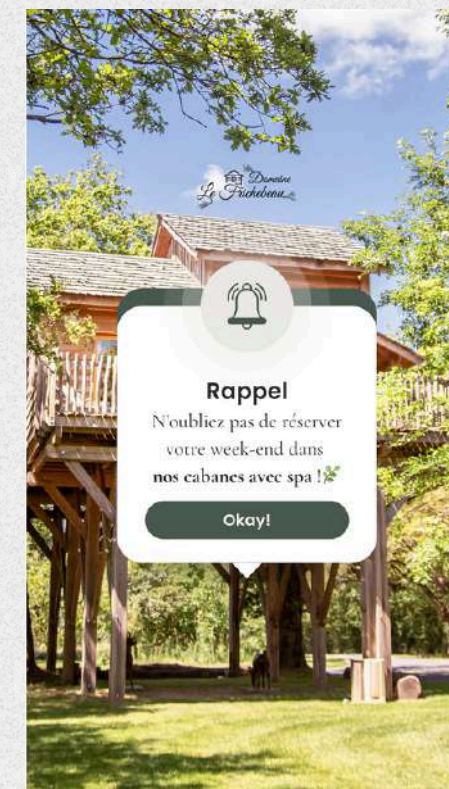 Domaine
Le Frichebeau
Rappel
N'oubliez pas de réserver
votre week-end dans
nos cabanes avec spa !
Okay!